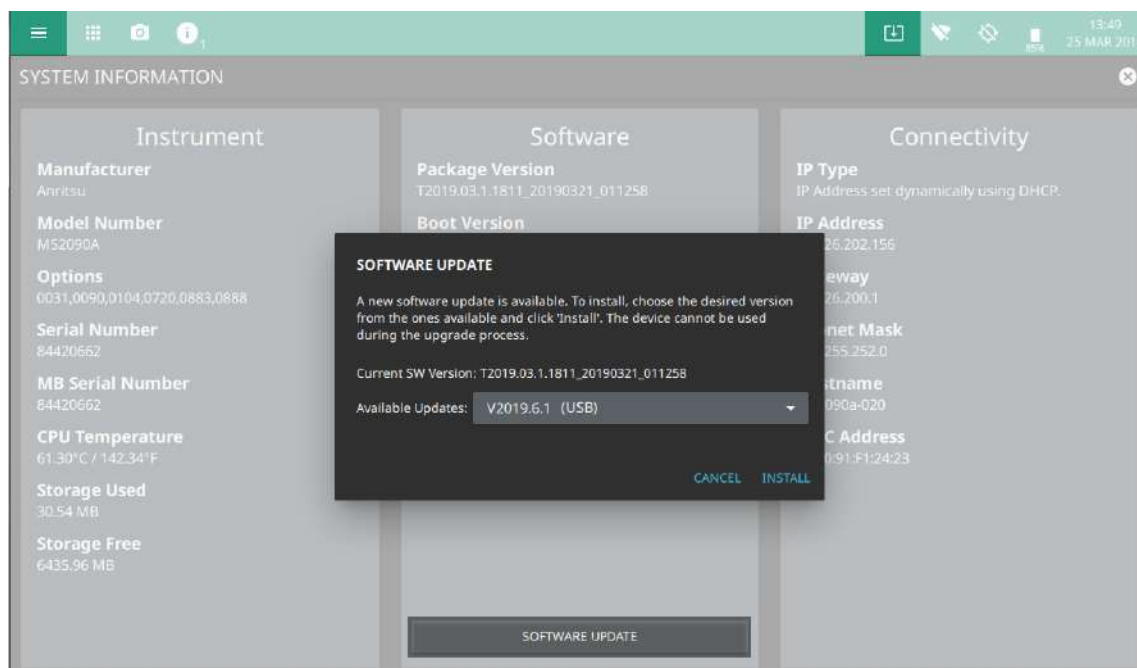 1
85%
13:49
25 MAR 201
SYSTEM INFORMATION
Instrument
Manufacturer
Anritsu
Model Number
MS2090A
Options
0031,0090,0104,0720,0883,0888
Serial Number
84420662
MB Serial Number
84420662
CPU Temperature
61.30°C / 142.34°F
Storage Used
30.54 MB
Storage Free
6435.96 MB
Software
Package Version
T2019.03.1.1811_20190321_011258
Boot Version
SOFTWARE UPDATE
A new software update is available. To install, choose the desired version
from the ones available and click 'Install'. The device cannot be used
during the upgrade process.
Current SW Version: T2019.03.1.1811_20190321_011258
Available Updates: V2019.6.1 (USB)
CANCEL INSTALL
SOFTWARE UPDATE
Connectivity
IP Type
IP Address set dynamically using DHCP.
IP Address
26.202.156
eway
26.200.1
net Mask
255.252.0
tname
090a-020
C Address
0:91:F1:24:23